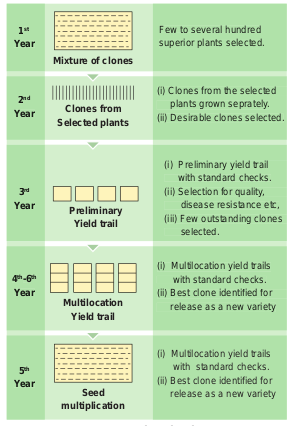 1st
Year
Mixture of clones
Few to several hundred
superior plants selected.
2nd
Year
Clones from
Selected plants
(i) Clones from the selected
plants grown seprately.
(ii) Desirable clones selected.
3rd
Year
Preliminary
Yield trail
(i) Preliminary yield trail
with standard checks.
(ii) Selection for quality,
disease resistance etc,
(iii) Few outstanding clones
selected.
4th-6th
Year
Multilocation
Yield trail
(i) Multilocation yield trails
with standard checks.
(ii) Best clone identified for
release as a new variety
5th
Year
Seed
multiplication
(i) Multilocation yield trails
with standard checks.
(ii) Best clone identified for
release as a new variety